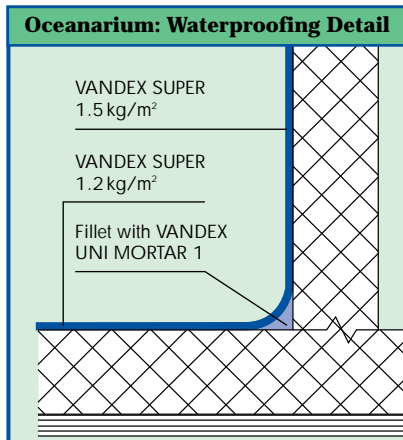 Oceanarium: Waterproofing Detail
VANDEX SUPER
1.5 kg/m²
VANDEX SUPER
1.2 kg/m²
Fillet with VANDEX
UNI MORTAR 1